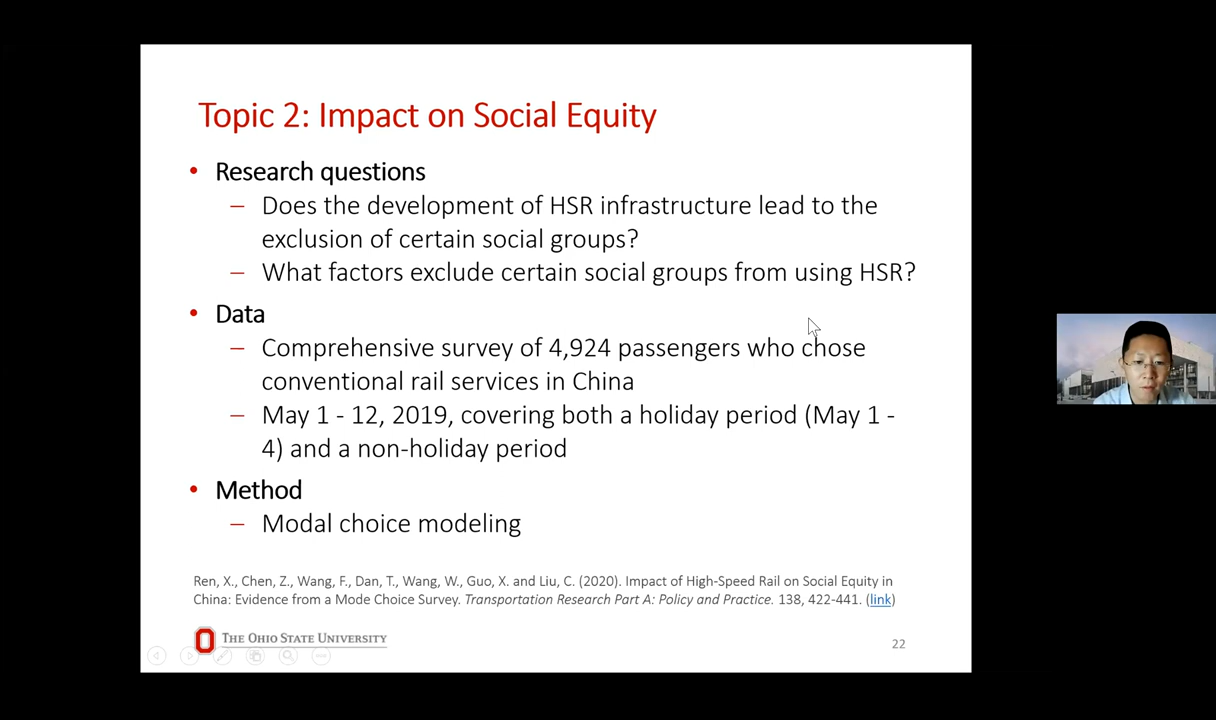 Topic 2: Impact on Social Equity
• Research questions
– Does the development of HSR infrastructure lead to the
exclusion of certain social groups?
– What factors exclude certain social groups from using HSR?
• Data
– Comprehensive survey of 4,924 passengers who chose
conventional rail services in China
– May 1 - 12, 2019, covering both a holiday period (May 1 -
4) and a non-holiday period
• Method
– Modal choice modeling
Ren, X., Chen, Z., Wang, F., Dan, T., Wang, W., Guo, X. and Liu, C. (2020). Impact of High-Speed Rail on Social Equity in
China: Evidence from a Mode Choice Survey. Transportation Research Part A: Policy and Practice. 138, 422-441. (link)
THE OHIO STATE UNIVERSITY
22